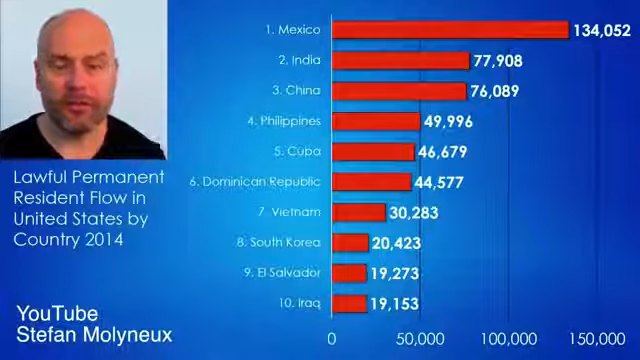 Lawful Permanent
Resident Flow in
United States by
Country 2014
YouTube
Stefan Molyneux
1. Mexico 134,052
2. India 77,908
3. China 76,089
4. Philippines 49,996
5. Cuba 46,679
6. Dominican Republic 44,577
7. Vietnam 30,283
8. South Korea 20,423
9. El Salvador 19,273
10. Iraq 19,153
0 50,000 100,000 150,000